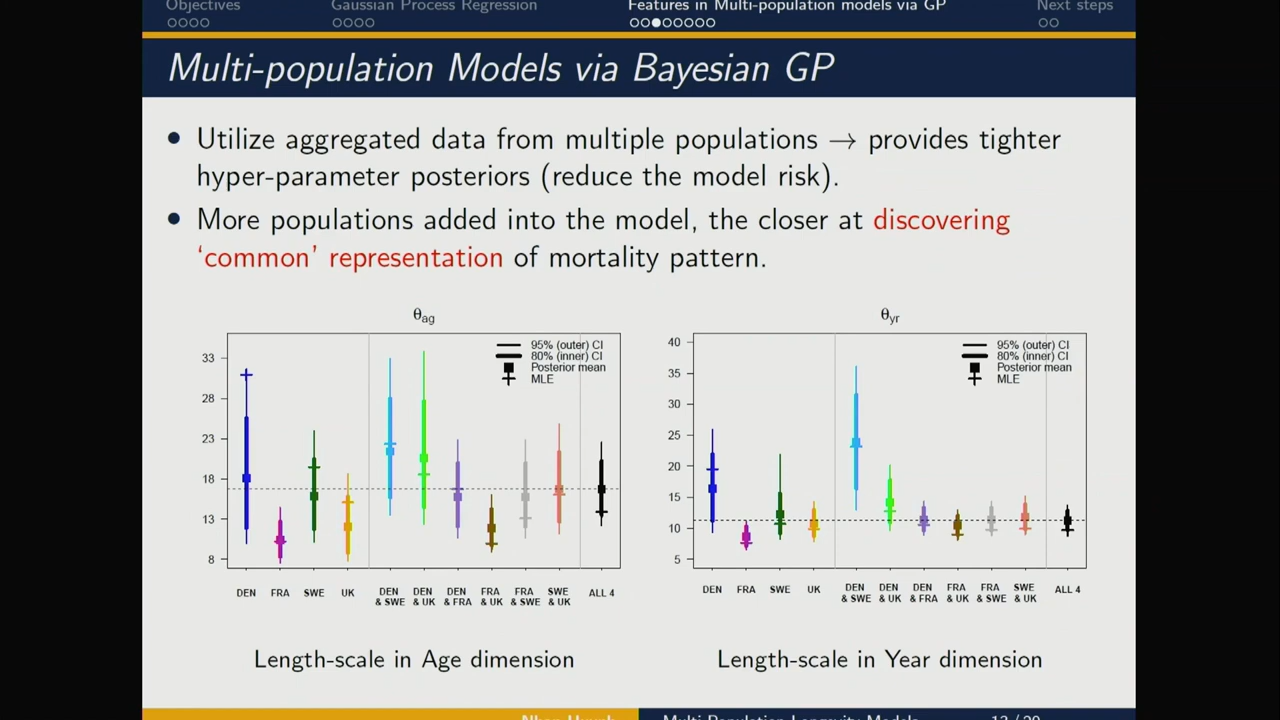 Objectives Gaussian Process Regression Features in Multi-population models via GP Next steps
Multi-population Models via Bayesian GP
• Utilize aggregated data from multiple populations → provides tighter
hyper-parameter posteriors (reduce the model risk).
• More populations added into the model, the closer at discovering
‘common’ representation of mortality pattern.
θag
95% (outer) CI
80% (inner) CI
Posterior mean
MLE
33
28
23
18
13
8
DEN FRA SWE UK DEN & SWE DEN & UK DEN & FRA FRA & UK FRA & SWE SWE & UK ALL 4
Length-scale in Age dimension
θyr
95% (outer) CI
80% (inner) CI
Posterior mean
MLE
40
35
30
25
20
15
10
5
DEN FRA SWE UK DEN & SWE DEN & UK DEN & FRA FRA & UK FRA & SWE SWE & UK ALL 4
Length-scale in Year dimension
Nhan Huynh Multi-Population Longevity Models